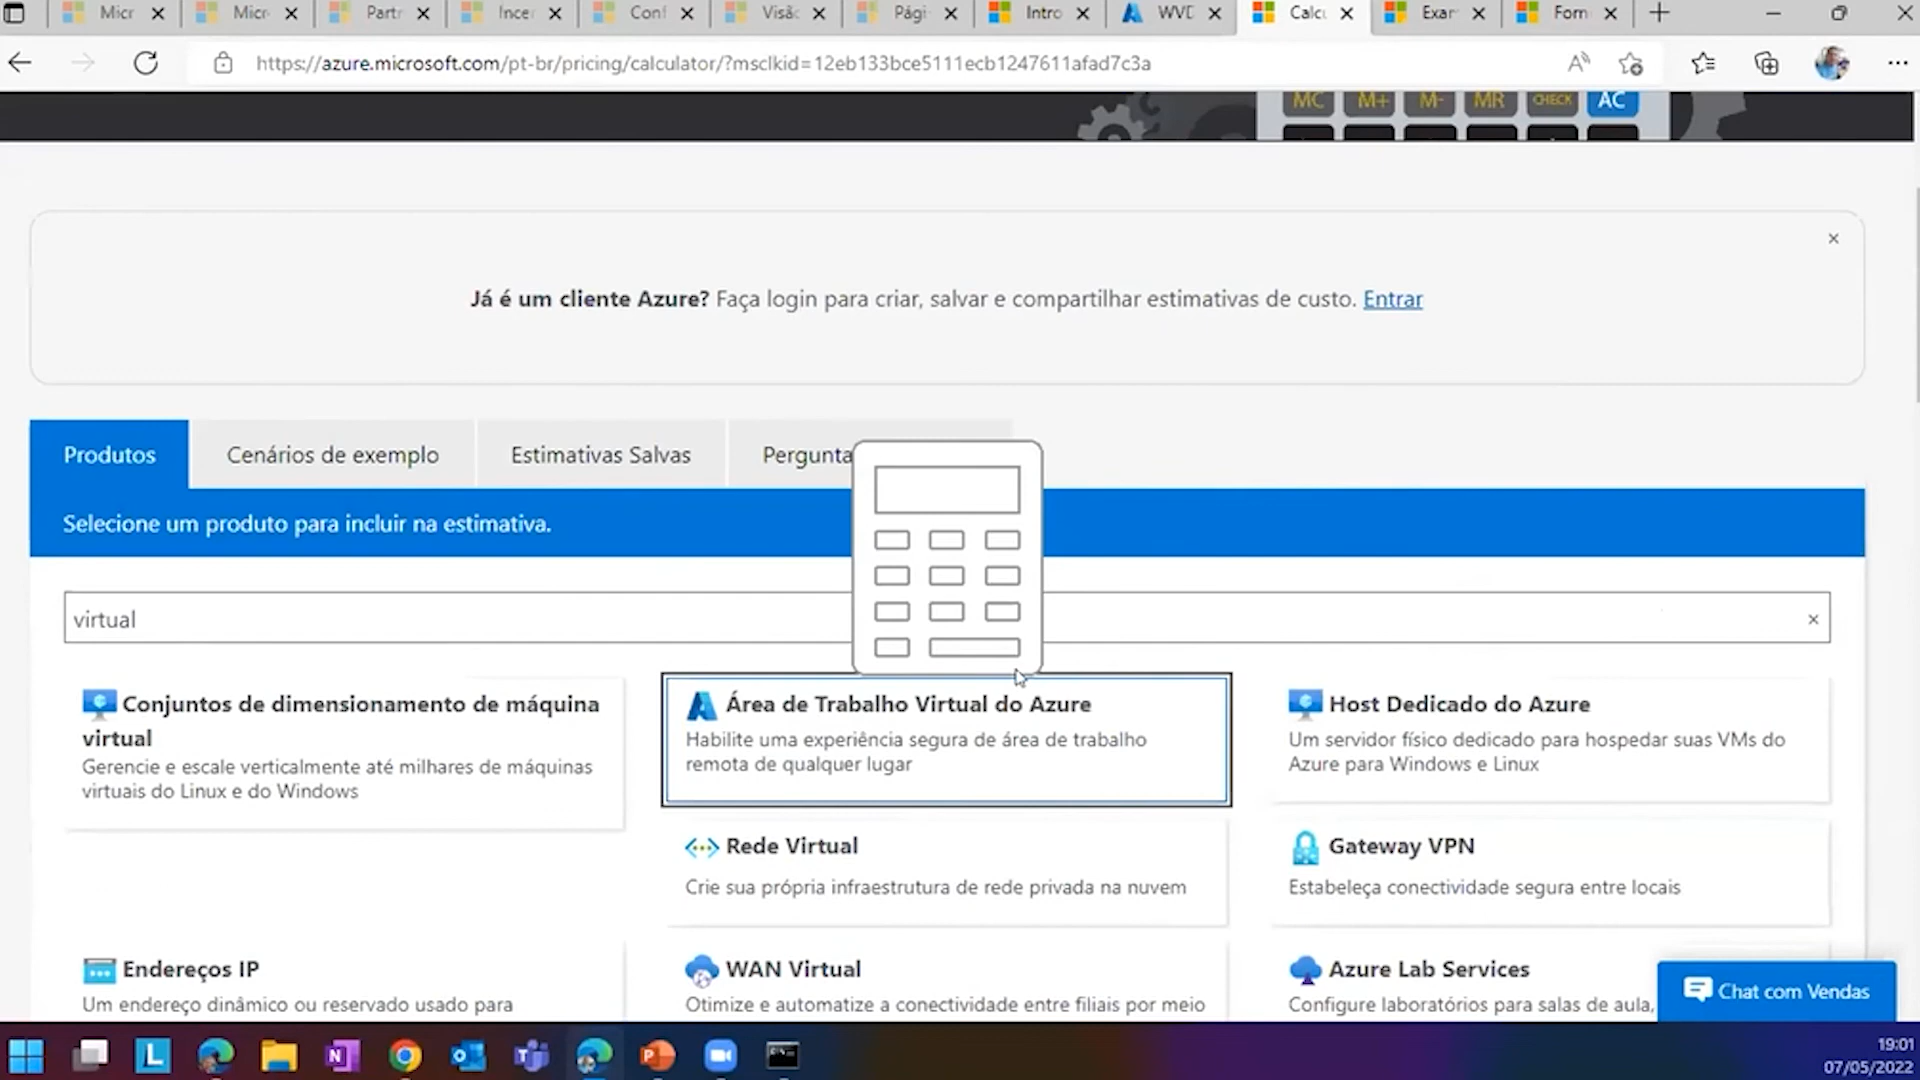 Micr
Micr
Partr
Incer
Conf
Visão
Pági
Intro
WVD
Calcu
Exar
Forn
https://azure.microsoft.com/pt-br/pricing/calculator/?msclkid=12eb133bce5111ecb1247611afad7c3a
MC M+ M- MR CHECK AC
Já é um cliente Azure? Faça login para criar, salvar e compartilhar estimativas de custo. Entrar
Produtos
Cenários de exemplo
Estimativas Salvas
Pergunta
Selecione um produto para incluir na estimativa.
virtual
Conjuntos de dimensionamento de máquina
virtual
Gerencie e escale verticalmente até milhares de máquinas
virtuais do Linux e do Windows
Área de Trabalho Virtual do Azure
Habilite uma experiência segura de área de trabalho
remota de qualquer lugar
Host Dedicado do Azure
Um servidor físico dedicado para hospedar suas VMs do
Azure para Windows e Linux
Rede Virtual
Crie sua própria infraestrutura de rede privada na nuvem
Gateway VPN
Estabeleça conectividade segura entre locais
Endereços IP
Um endereço dinâmico ou reservado usado para
WAN Virtual
Otimize e automatize a conectividade entre filiais por meio
Azure Lab Services
Configure laboratórios para salas de aula,
Chat com Vendas
19:01
07/05/2022